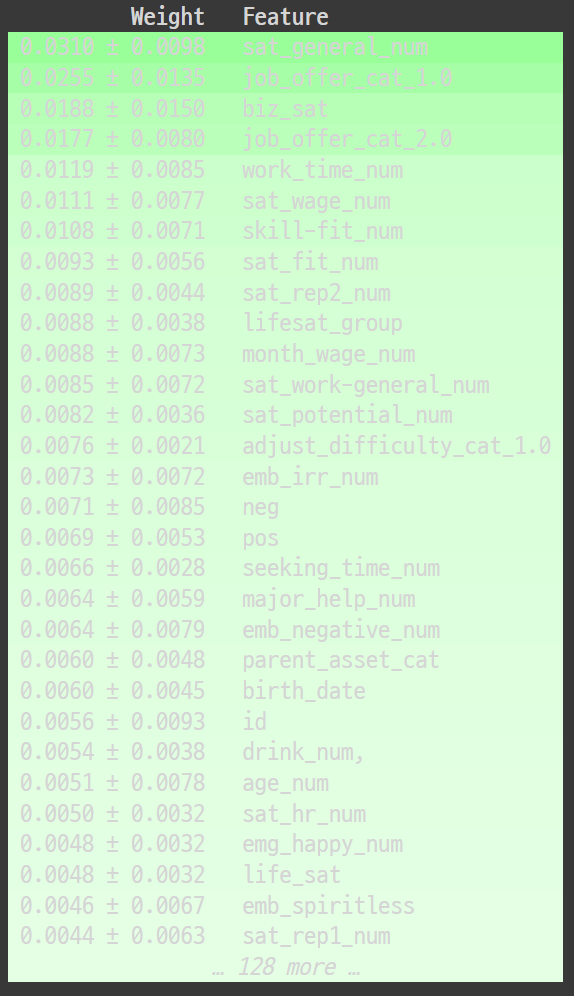 Weight Feature
0.0310 ± 0.0098 sat_general_num
0.0255 ± 0.0135 job_offer_cat_1.0
0.0188 ± 0.0150 biz_sat
0.0177 ± 0.0080 job_offer_cat_2.0
0.0119 ± 0.0085 work_time_num
0.0111 ± 0.0077 sat_wage_num
0.0108 ± 0.0071 skill-fit_num
0.0093 ± 0.0056 sat_fit_num
0.0089 ± 0.0044 sat_rep2_num
0.0088 ± 0.0038 lifesat_group
0.0088 ± 0.0073 month_wage_num
0.0085 ± 0.0072 sat_work-general_num
0.0082 ± 0.0036 sat_potential_num
0.0076 ± 0.0021 adjust_difficulty_cat_1.0
0.0073 ± 0.0072 emb_irr_num
0.0071 ± 0.0085 neg
0.0069 ± 0.0053 pos
0.0066 ± 0.0028 seeking_time_num
0.0064 ± 0.0059 major_help_num
0.0064 ± 0.0079 emb_negative_num
0.0060 ± 0.0048 parent_asset_cat
0.0060 ± 0.0045 birth_date
0.0056 ± 0.0093 id
0.0054 ± 0.0038 drink_num,
0.0051 ± 0.0078 age_num
0.0050 ± 0.0032 sat_hr_num
0.0048 ± 0.0032 emg_happy_num
0.0048 ± 0.0032 life_sat
0.0046 ± 0.0067 emb_spiritless
0.0044 ± 0.0063 sat_rep1_num
… 128 more …